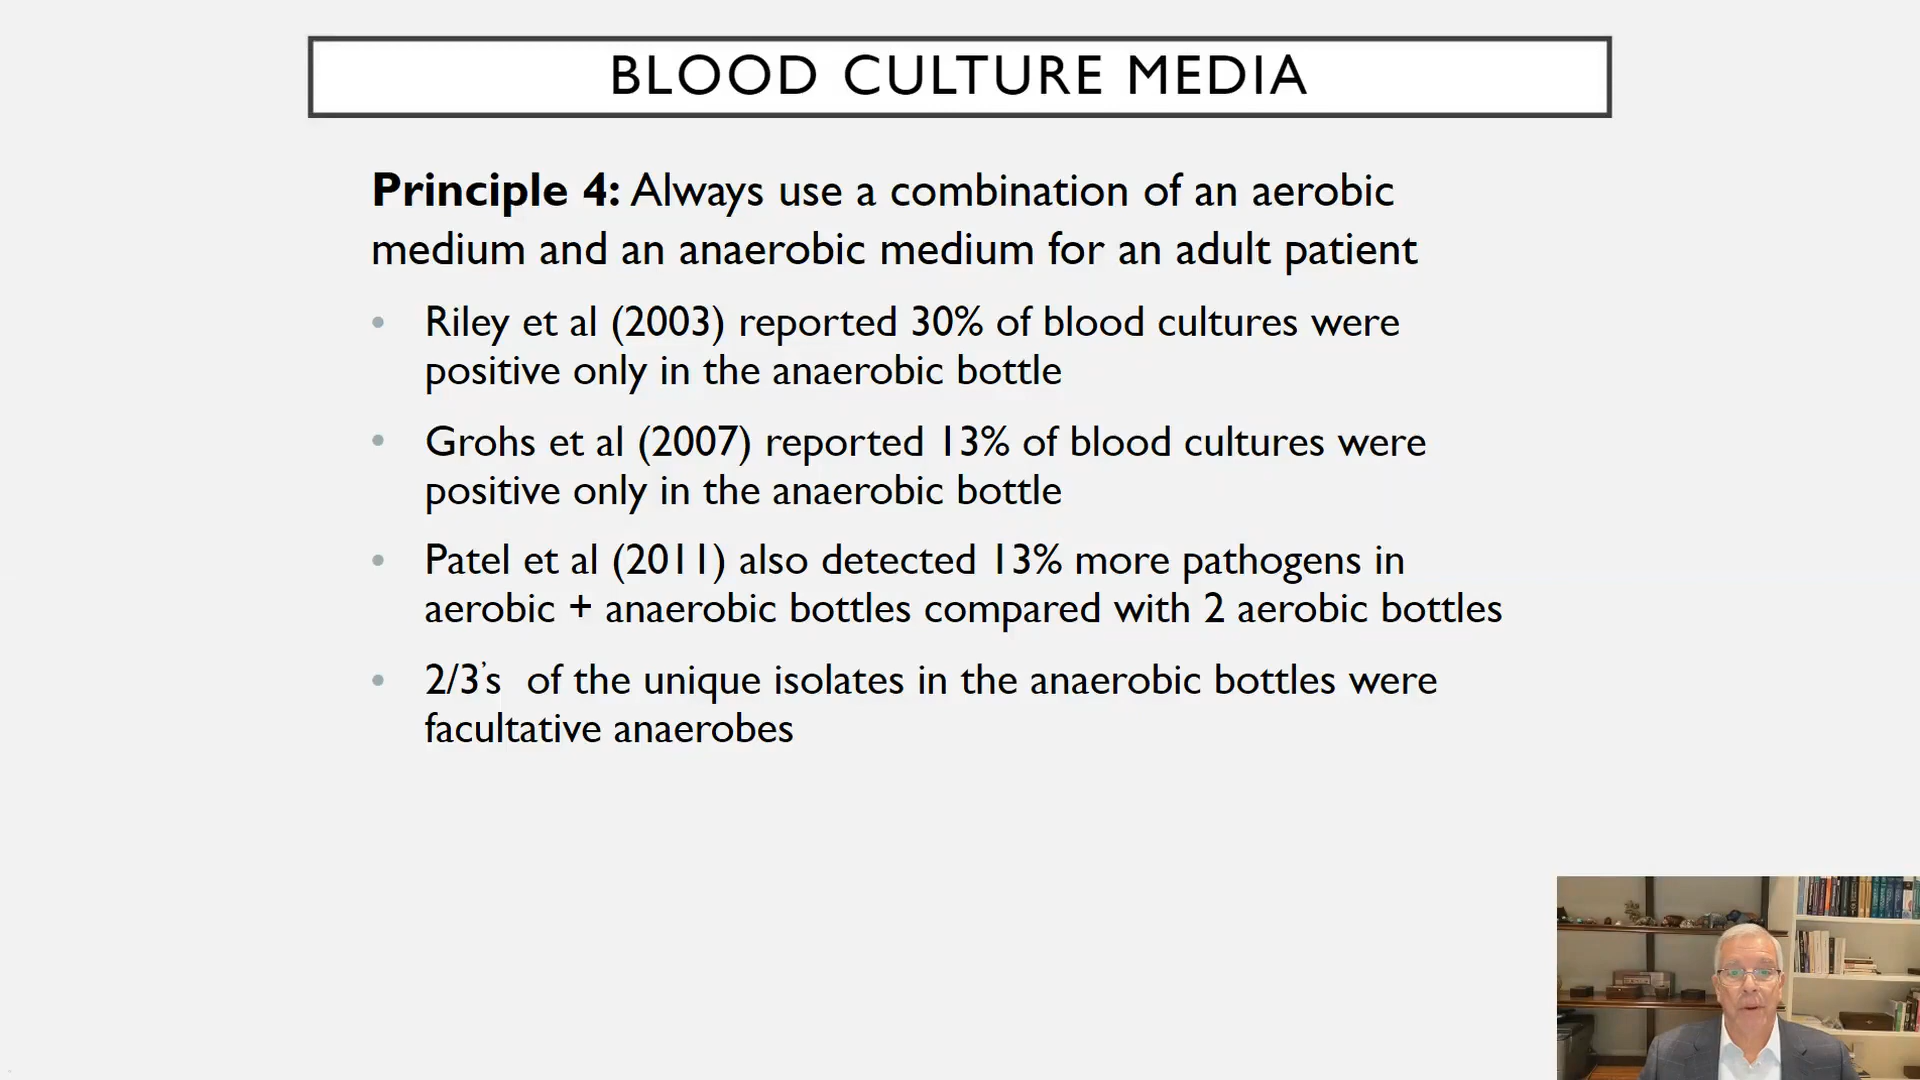 BLOOD CULTURE MEDIA
Principle 4: Always use a combination of an aerobic
medium and an anaerobic medium for an adult patient
• Riley et al (2003) reported 30% of blood cultures were
positive only in the anaerobic bottle
• Grohs et al (2007) reported 13% of blood cultures were
positive only in the anaerobic bottle
• Patel et al (2011) also detected 13% more pathogens in
aerobic + anaerobic bottles compared with 2 aerobic bottles
• 2/3’s  of the unique isolates in the anaerobic bottles were
facultative anaerobes